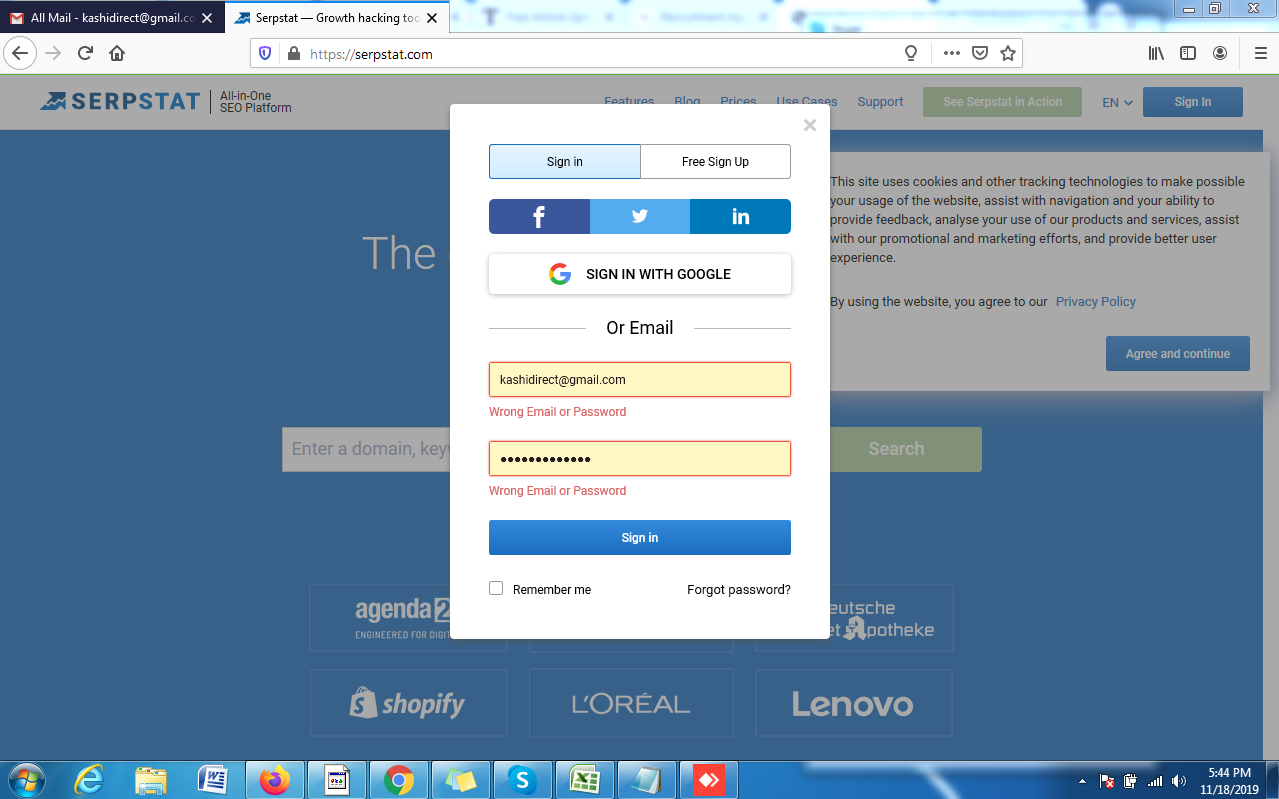 All Mail - kashidirect@gmail.co
Serpstat — Growth hacking too
https://serpstat.com
SERPSTAT
All-in-One
SEO Platform
Features Blog Prices Use Cases Support
See Serpstat in Action
EN
Sign In
Sign in
Free Sign Up
f
in
G SIGN IN WITH GOOGLE
Or Email
kashidirect@gmail.com
Wrong Email or Password
•••••••••••••
Wrong Email or Password
Sign in
Remember me
Forgot password?
This site uses cookies and other tracking technologies to make possible
your usage of the website, assist with navigation and your ability to
provide feedback, analyse your use of our products and services, assist
with our promotional and marketing efforts, and provide better user
experience.
By using the website, you agree to our Privacy Policy
Agree and continue
The
Enter a domain, keyw
Search
agenda2
ENGINEERED FOR DIGIT
eutsche
et potheke
shopify
L'ORÉAL
Lenovo
5:44 PM
11/18/2019